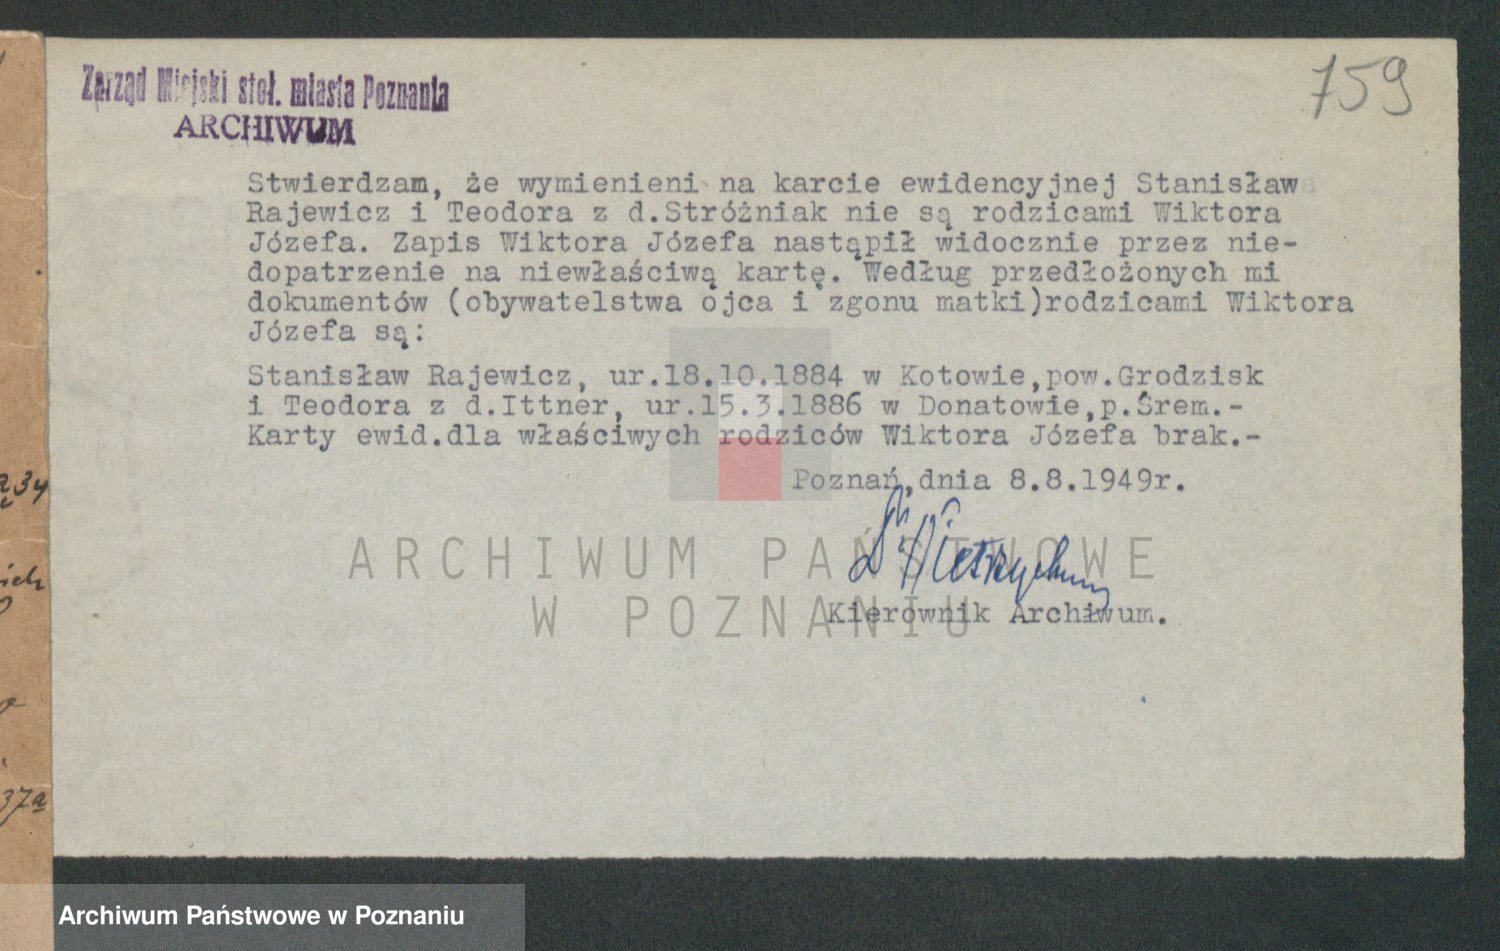 Zarząd Miejski stoł. miasta Poznania
ARCHIWUM
759
Stwierdzam, że wymienieni na karcie ewidencyjnej Stanisław
Rajewicz i Teodora z d.Stróżniak nie są rodzicami Wiktora
Józefa. Zapis Wiktora Józefa nastąpił widocznie przez nie-
dopatrzenie na niewłaściwą kartę. Według przedłożonych mi
dokumentów (obywatelstwa ojca i zgonu matki)rodzicami Wiktora
Józefa są:
Stanisław Rajewicz, ur.18.10.1884 w Kotowie,pow.Grodzisk
i Teodora z d.Ittner, ur.15.3.1886 w Donatowie,p.Śrem.-
Karty ewid.dla właściwych rodziców Wiktora Józefa brak.-
Poznań,dnia 8.8.1949r.
Kierownik Archiwum.
ARCHIWUM PAŃSTWOWE
W POZNANIU
34
37a
Archiwum Państwowe w Poznaniu